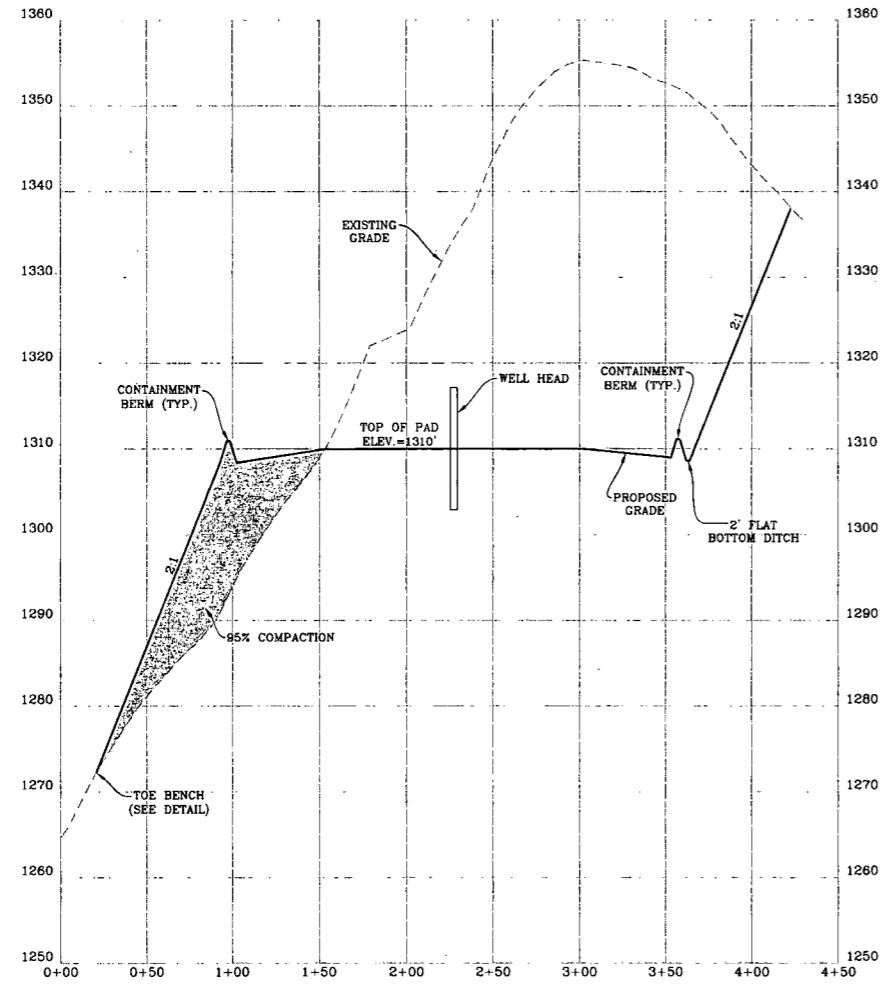 1360 1360
1350 1350
1340 1340
EXISTING
GRADE
1330 1330
2:1
1320 1320
CONTAINMENT
BERM (TYP.)
WELL HEAD
CONTAINMENT
BERM (TYP.)
TOP OF PAD
ELEV.=1310'
1310 1310
PROPOSED
GRADE
1300 1300
2' FLAT
BOTTOM DITCH
2:1
1290 1290
95% COMPACTION
1280 1280
1270 1270
TOE BENCH
(SEE DETAIL)
1260 1260
1250 1250
0+00 0+50 1+00 1+50 2+00 2+50 3+00 3+50 4+00 4+50